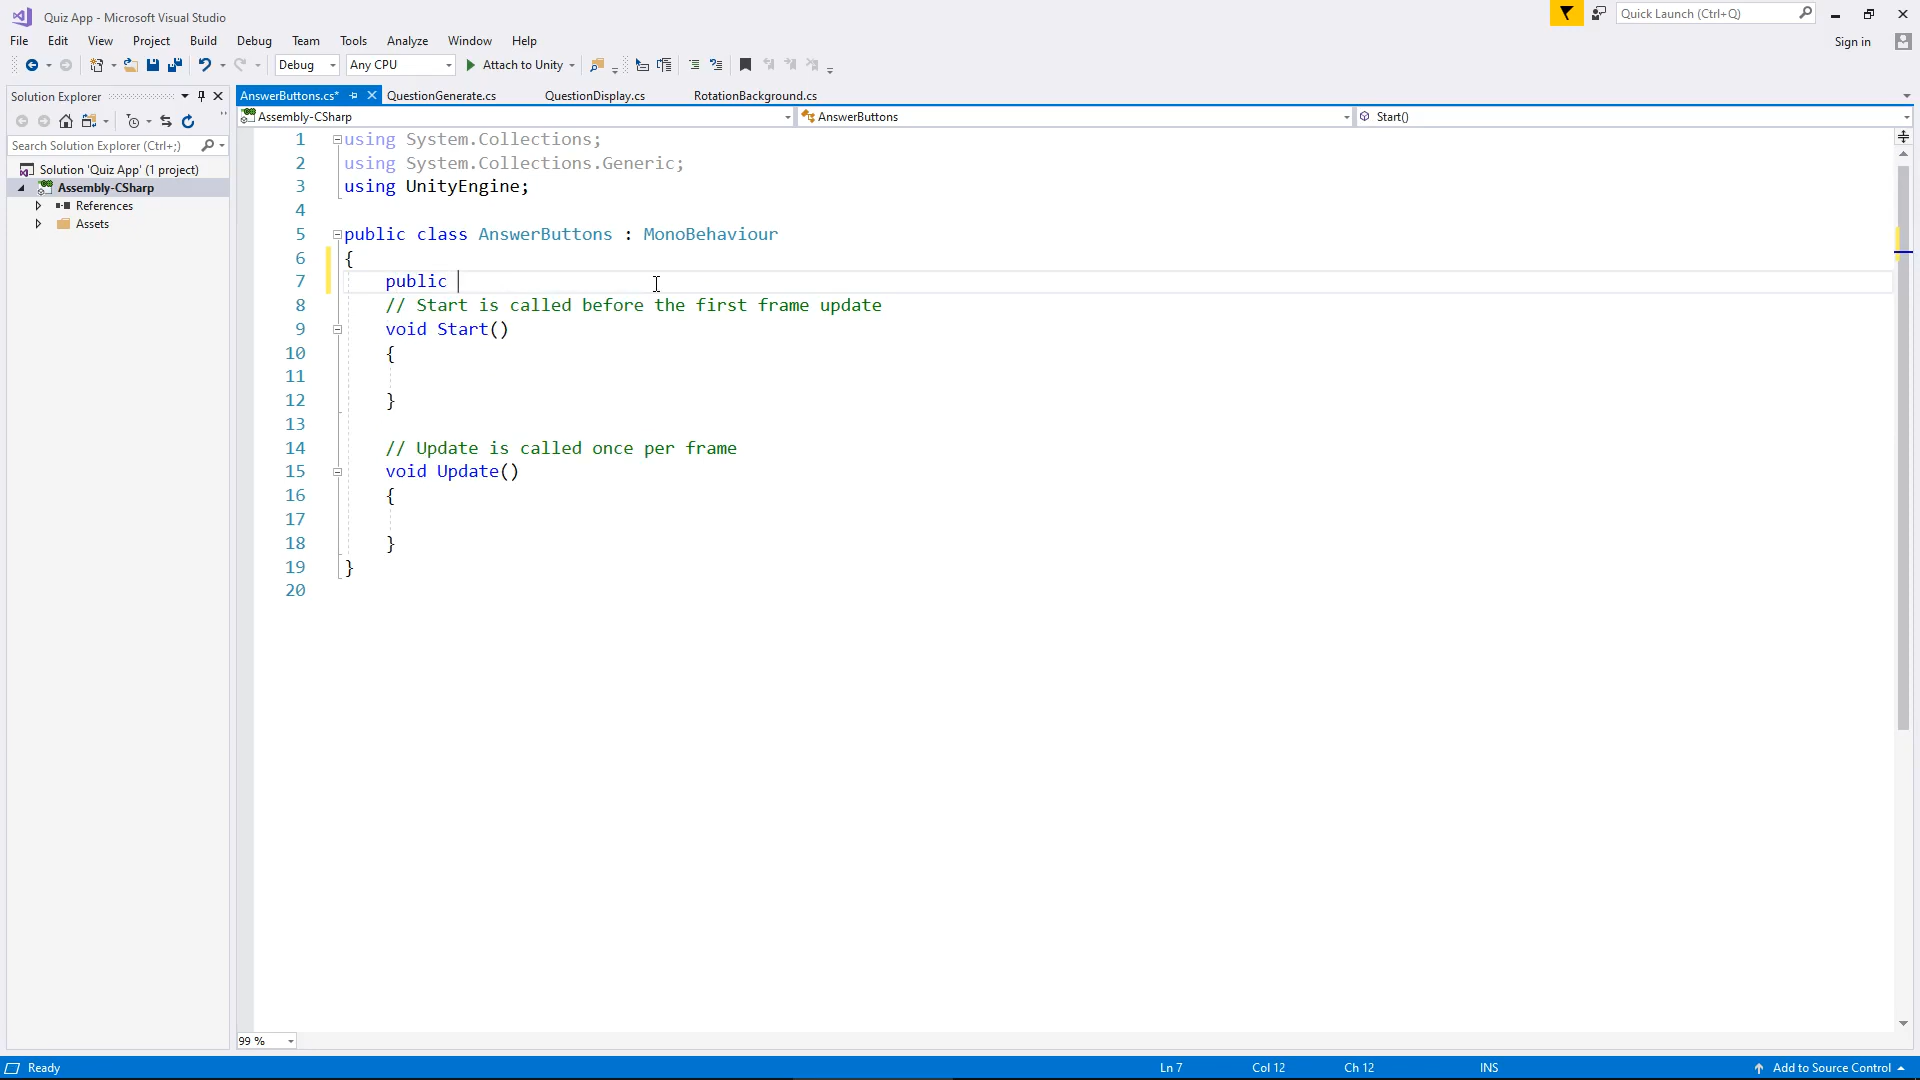 Quiz App - Microsoft Visual Studio
Quick Launch (Ctrl+Q)
File Edit View Project Build Debug Team Tools Analyze Window Help
Sign in
Debug Any CPU Attach to Unity
Solution Explorer
AnswerButtons.cs* QuestionGenerate.cs QuestionDisplay.cs RotationBackground.cs
Assembly-CSharp AnswerButtons Start()
Search Solution Explorer (Ctrl+;)
Solution 'Quiz App' (1 project)
Assembly-CSharp
References
Assets
1 using System.Collections;
2 using System.Collections.Generic;
3 using UnityEngine;
4
5 public class AnswerButtons : MonoBehaviour
6 {
7 public
8 // Start is called before the first frame update
9 void Start()
10 {
11
12 }
13
14 // Update is called once per frame
15 void Update()
16 {
17
18 }
19 }
20
99 %
Ready Ln 7 Col 12 Ch 12 INS Add to Source Control